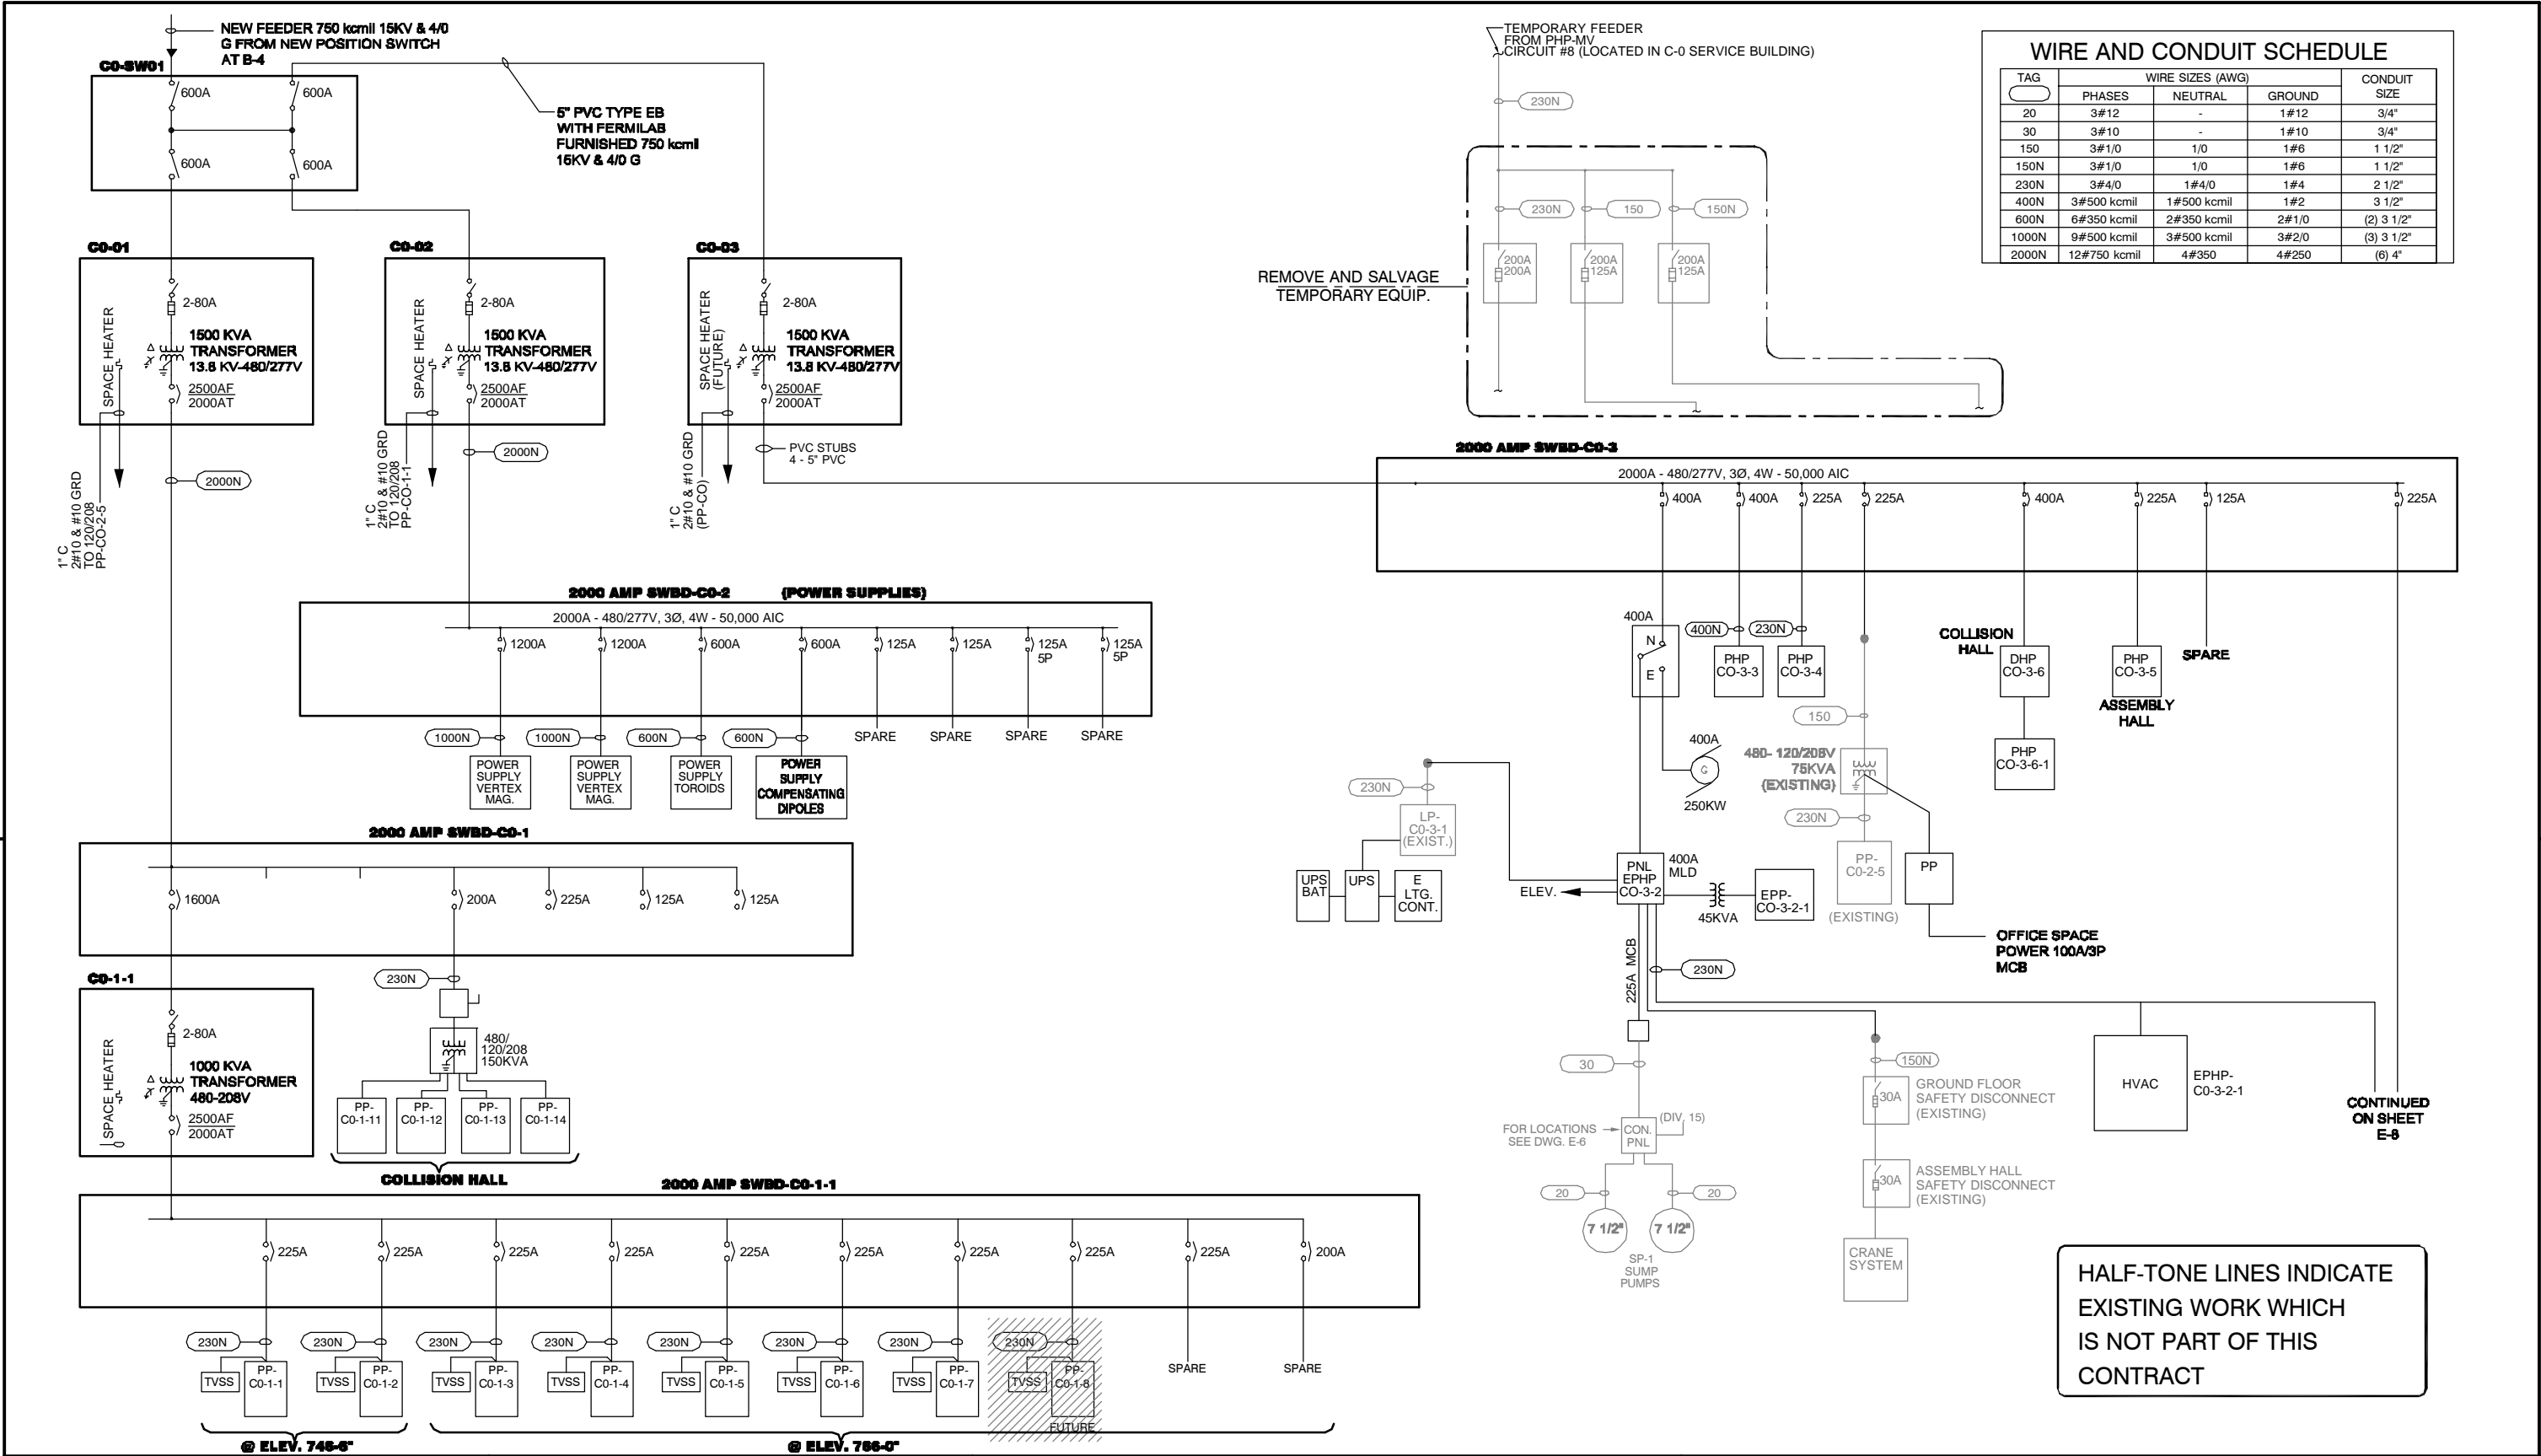 NEW FEEDER 750 kcmil 15KV & 4/0
G FROM NEW POSITION SWITCH
AT B-4
C0-SW01
600A
600A
600A
600A
5" PVC TYPE EB
WITH FERMILAB
FURNISHED 750 kcmil
15KV & 4/0 G
TEMPORARY FEEDER
FROM PHP-MV
CIRCUIT #8 (LOCATED IN C-0 SERVICE BUILDING)
230N
230N
150
150N
200A
200A
200A
125A
200A
125A
REMOVE AND SALVAGE
TEMPORARY EQUIP.
WIRE AND CONDUIT SCHEDULE
TAG WIRE SIZES (AWG) CONDUIT SIZE
PHASES NEUTRAL GROUND
20 3#12 - 1#12 3/4"
30 3#10 - 1#10 3/4"
150 3#1/0 1/0 1#6 1 1/2"
150N 3#1/0 1/0 1#6 1 1/2"
230N 3#4/0 1#4/0 1#4 2 1/2"
400N 3#500 kcmil 1#500 kcmil 1#2 3 1/2"
600N 6#350 kcmil 2#350 kcmil 2#1/0 (2) 3 1/2"
1000N 9#500 kcmil 3#500 kcmil 3#2/0 (3) 3 1/2"
2000N 12#750 kcmil 4#350 4#250 (6) 4"
C0-01
2-80A
SPACE HEATER
1500 KVA
TRANSFORMER
13.8 KV-480/277V
2500AF
2000AT
1" C
2#10 & #10 GRD
TO 120/208
PP-CO-2-5
2000N
C0-02
2-80A
SPACE HEATER
1500 KVA
TRANSFORMER
13.8 KV-480/277V
2500AF
2000AT
1" C
2#10 & #10 GRD
TO 120/208
PP-CO-1-1
2000N
C0-03
2-80A
SPACE HEATER
(FUTURE)
1500 KVA
TRANSFORMER
13.8 KV-480/277V
2500AF
2000AT
1" C
2#10 & #10 GRD
(PP-CO)
PVC STUBS
4 - 5" PVC
2000 AMP SWBD-C0-3
2000A - 480/277V, 3Ø, 4W - 50,000 AIC
400A
400A
225A
225A
400A
225A
125A
225A
2000 AMP SWBD-C0-2 (POWER SUPPLIES)
2000A - 480/277V, 3Ø, 4W - 50,000 AIC
1200A
1200A
600A
600A
125A
125A
125A
5P
125A
5P
1000N
1000N
600N
600N
SPARE
SPARE
SPARE
SPARE
POWER
SUPPLY
VERTEX
MAG.
POWER
SUPPLY
VERTEX
MAG.
POWER
SUPPLY
TOROIDS
POWER
SUPPLY
COMPENSATING
DIPOLES
400A
N
E
400N
230N
PHP
CO-3-3
PHP
CO-3-4
COLLISION
HALL
DHP
CO-3-6
PHP
CO-3-5
SPARE
ASSEMBLY
HALL
PHP
CO-3-6-1
150
480- 120/208V
75KVA
(EXISTING)
400A
G
250KW
230N
230N
LP-
C0-3-1
(EXIST.)
PP-
C0-2-5
(EXISTING)
PP
OFFICE SPACE
POWER 100A/3P
MCB
UPS
BAT
UPS
E
LTG.
CONT.
ELEV.
PNL
EPHP
CO-3-2
400A
MLD
45KVA
EPP-
CO-3-2-1
225A MCB
230N
30
FOR LOCATIONS
SEE DWG. E-6
CON.
PNL
(DIV. 15)
20
20
7 1/2"
7 1/2"
SP-1
SUMP
PUMPS
150N
30A
GROUND FLOOR
SAFETY DISCONNECT
(EXISTING)
30A
ASSEMBLY HALL
SAFETY DISCONNECT
(EXISTING)
CRANE
SYSTEM
HVAC
EPHP-
C0-3-2-1
CONTINUED
ON SHEET
E-8
2000 AMP SWBD-C0-1
1600A
200A
225A
125A
125A
C0-1-1
2-80A
SPACE HEATER
1000 KVA
TRANSFORMER
480-208V
2500AF
2000AT
230N
480/
120/208
150KVA
PP-
C0-1-11
PP-
C0-1-12
PP-
C0-1-13
PP-
C0-1-14
COLLISION HALL
2000 AMP SWBD-C0-1-1
225A
225A
225A
225A
225A
225A
225A
225A
225A
200A
230N
230N
230N
230N
230N
230N
230N
230N
TVSS
PP-
C0-1-1
TVSS
PP-
C0-1-2
TVSS
PP-
C0-1-3
TVSS
PP-
C0-1-4
TVSS
PP-
C0-1-5
TVSS
PP-
C0-1-6
TVSS
PP-
C0-1-7
TVSS
PP-
C0-1-8
FUTURE
SPARE
SPARE
@ ELEV. 746-6"
@ ELEV. 756-0"
HALF-TONE LINES INDICATE
EXISTING WORK WHICH
IS NOT PART OF THIS
CONTRACT